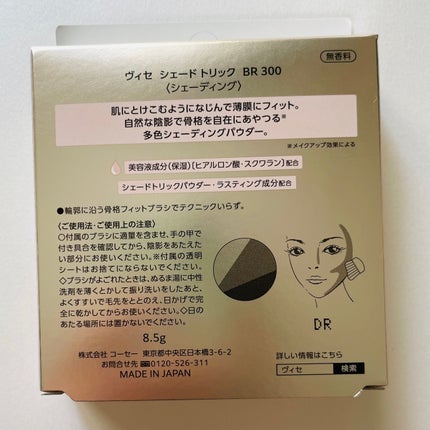 ヴィセ シェード トリック BR 300
〈シェーディング〉
無香料
肌にとけこむようになじんで薄膜にフィット。
自然な陰影で骨格を自在にあやつる※
多色シェーディングパウダー。
※メイクアップ効果による
美容液成分(保湿)[ヒアルロン酸・スクワラン]配合
シェードトリックパウダー・ラスティング成分配合
●輪郭に沿う骨格フィットブラシでテクニックいらず。
〈ご使用法・ご使用上の注意〉
○付属のブラシに適量を含ませ、手の甲で
付き具合を確認してから、陰影をあたえた
い部分にお使いください。※付属の透明
シートはお捨てにならないでください。
◇ブラシがよごれたときは、ぬるま湯に中性
洗剤を薄くとかして振り洗いをしたあと、
よくすすいで毛先をととのえ、日かげで完
全に乾かしてからお使いください。◇日の
あたる場所には置かないでください。
8.5g
株式会社 コーセー 東京都中央区日本橋3-6-2
お問合せ先 0120-526-311
MADE IN JAPAN
DR
詳しい情報はこちら
ヴィセ 検索